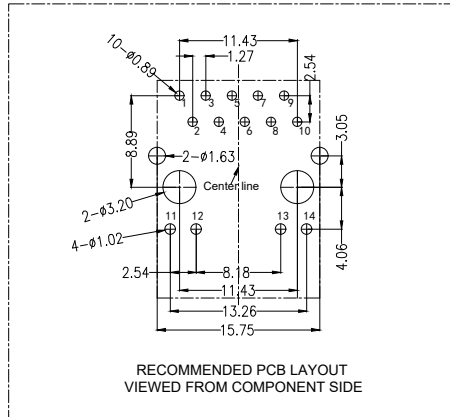 11.43
10-ø0.89
1.27
2.54
1 3 5 7 9
2 4 6 8 10
8.89
3.05
2-ø1.63
Center line
2-ø3.20
11 12 13 14
4-ø1.02
4.06
2.54
8.18
11.43
13.26
15.75
RECOMMENDED PCB LAYOUT
VIEWED FROM COMPONENT SIDE